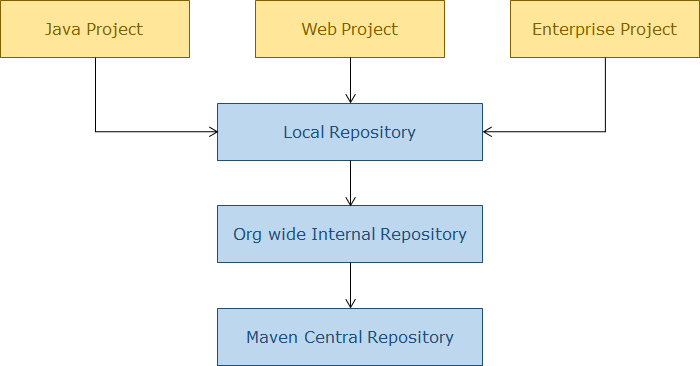 Java Project
Web Project
Enterprise Project
Local Repository
Org wide Internal Repository
Maven Central Repository